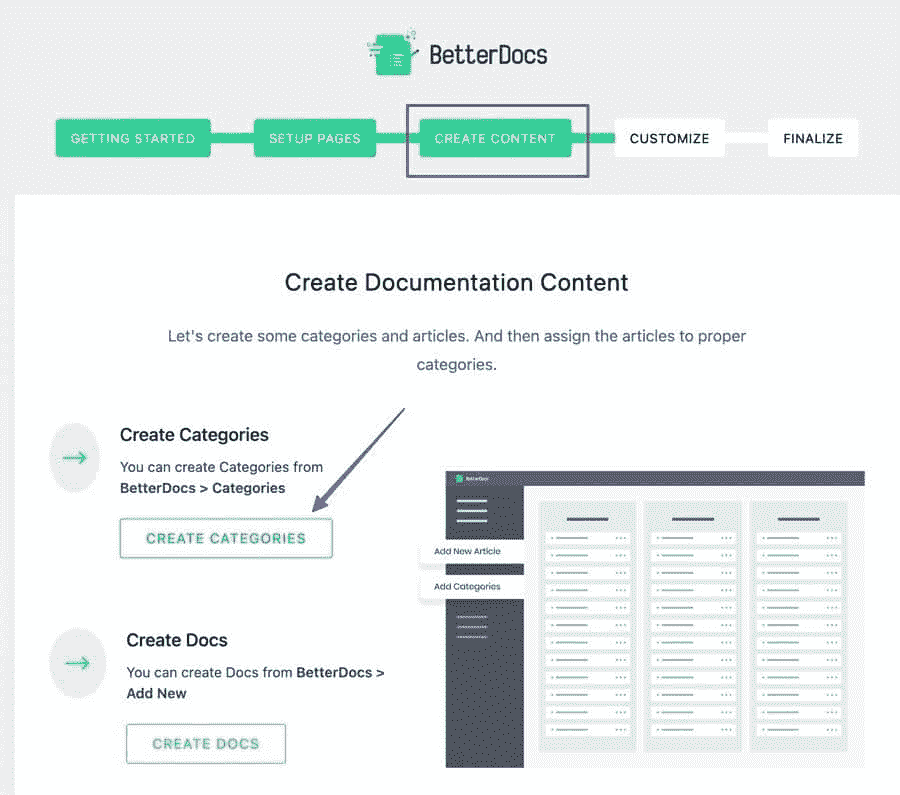 BetterDocs
GETTING STARTED
SETUP PAGES
CREATE CONTENT
CUSTOMIZE
FINALIZE
Create Documentation Content
Let's create some categories and articles. And then assign the articles to proper
categories.
Create Categories
You can create Categories from
BetterDocs > Categories
CREATE CATEGORIES
Create Docs
You can create Docs from BetterDocs >
Add New
CREATE DOCS
BetterDocs
Add New Article
Add Categories